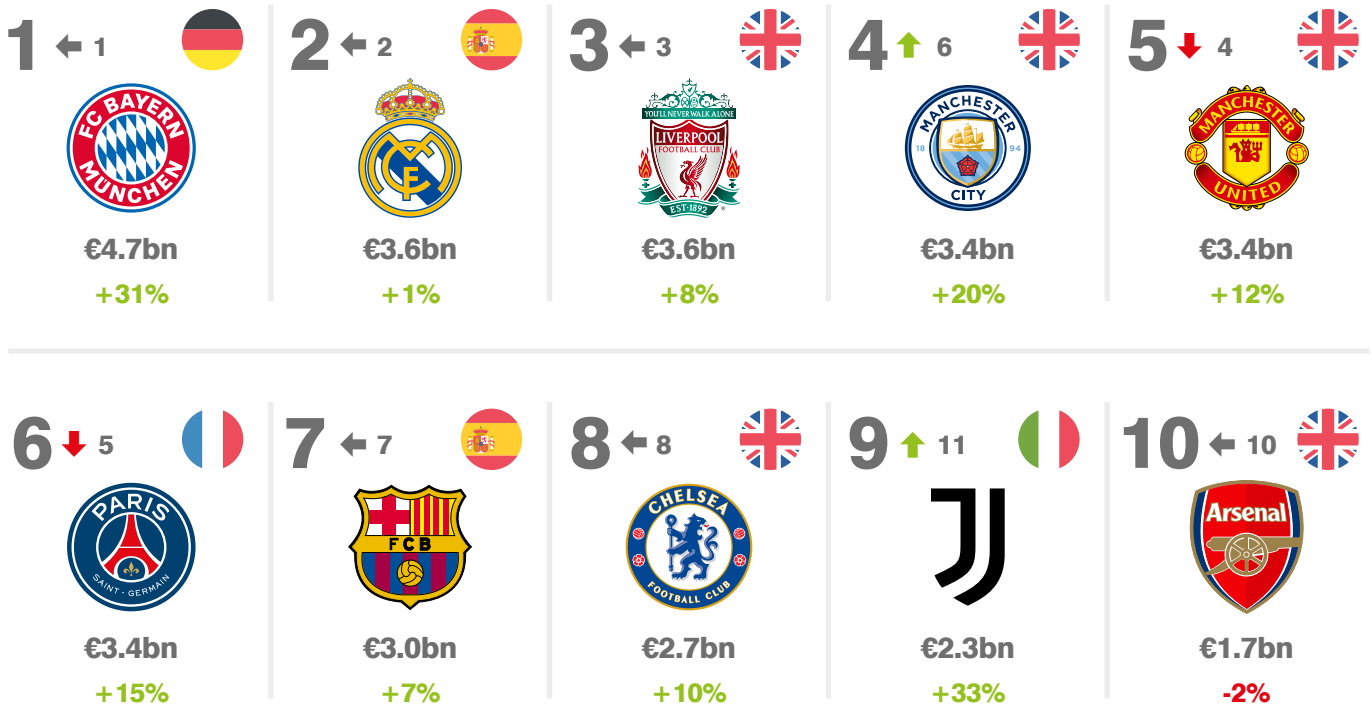 1 1
FC BAYERN
MÜNCHEN
€4.7bn
+31%
2 2
€3.6bn
+1%
3 3
YOU'LL NEVER WALK ALONE
LIVERPOOL
FOOTBALL CLUB
EST·1892
®
€3.6bn
+8%
4 6
MANCHESTER
18 94
CITY
€3.4bn
+20%
5 4
MANCHESTER
UNITED
€3.4bn
+12%
6 5
PARIS
SAINT - GERMAIN
€3.4bn
+15%
7 7
FCB
€3.0bn
+7%
8 8
CHELSEA
FOOTBALL CLUB
€2.7bn
+10%
9 11
€2.3bn
+33%
10 10
Arsenal
€1.7bn
-2%